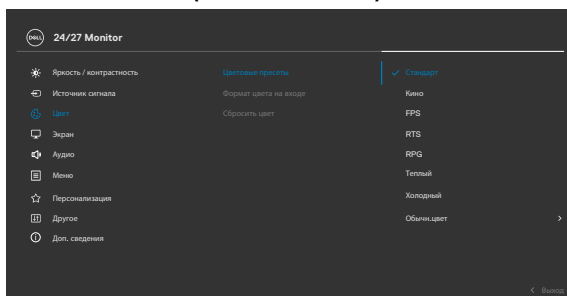 DELL 24/27 Monitor
Яркость / контрастность
Источник сигнала
Цвет
Экран
Аудио
Меню
Персонализация
Другое
Доп. сведения
Цветовые пресеты
Формат цвета на входе
Сбросить цвет
Стандарт
Кино
FPS
RTS
RPG
Теплый
Холодный
Обычн.цвет
Выход